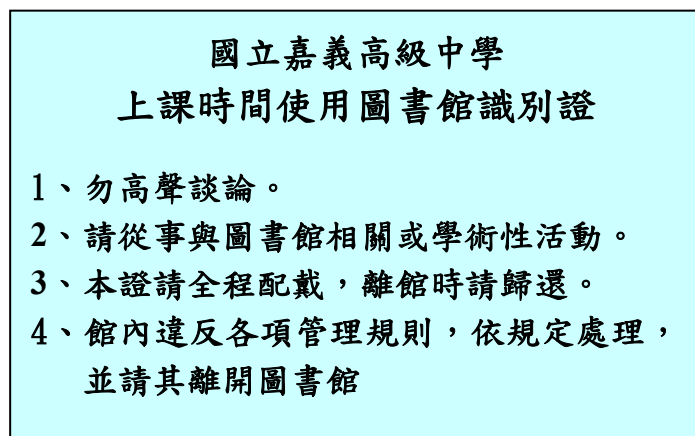 國立嘉義高級中學
上課時間使用圖書館識別證
1、勿高聲談論。
2、請從事與圖書館相關或學術性活動。
3、本證請全程配戴，離館時請歸還。
4、館內違反各項管理規則，依規定處理，
並請其離開圖書館